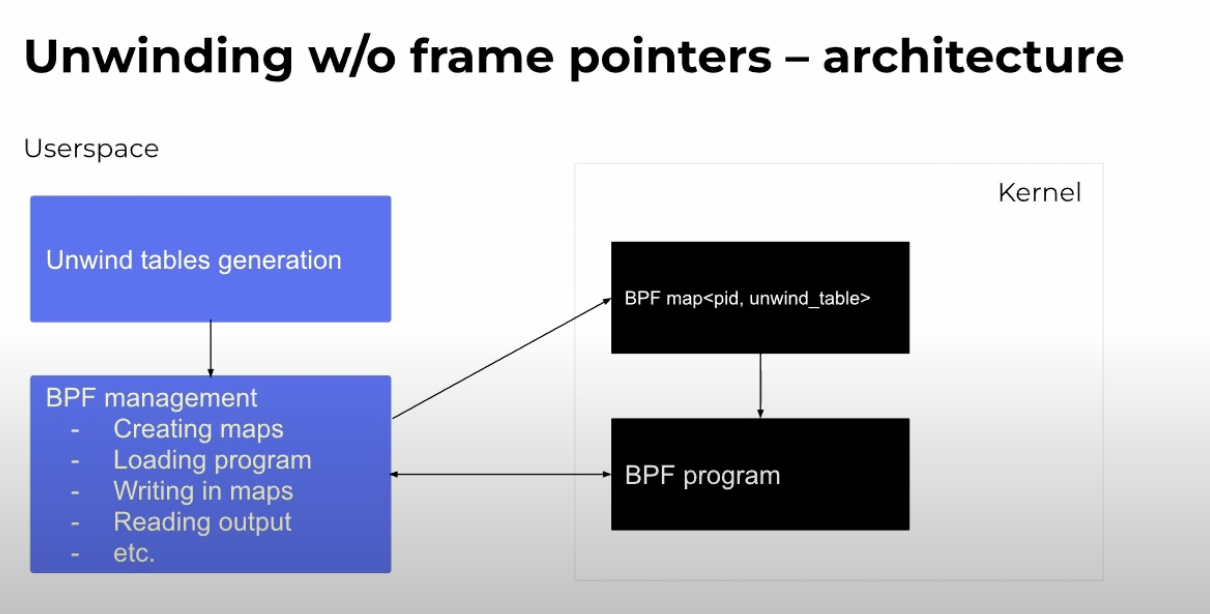 Unwinding w/o frame pointers – architecture
Userspace
Kernel
Unwind tables generation
BPF map<pid, unwind_table>
BPF management
- Creating maps
- Loading program
- Writing in maps
- Reading output
- etc.
BPF program